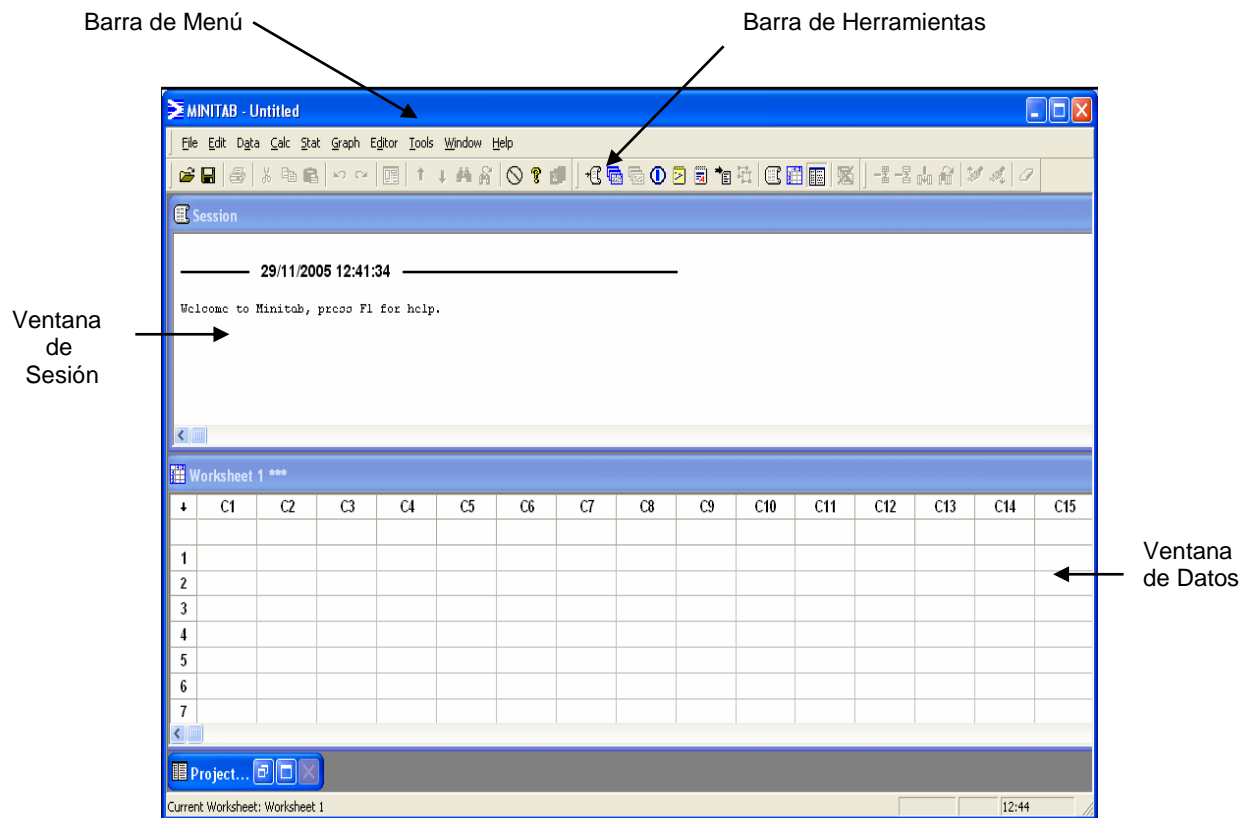 Barra de Menú
Barra de Herramientas
MINITAB - Untitled
File Edit Data Calc Stat Graph Editor Tools Window Help
Session
29/11/2005 12:41:34
Welcome to Minitab, press F1 for help.
Ventana
de
Sesión
Worksheet 1 ***
C1 C2 C3 C4 C5 C6 C7 C8 C9 C10 C11 C12 C13 C14 C15
1
2
3
4
5
6
7
Ventana
de Datos
Project...
Current Worksheet: Worksheet 1
12:44